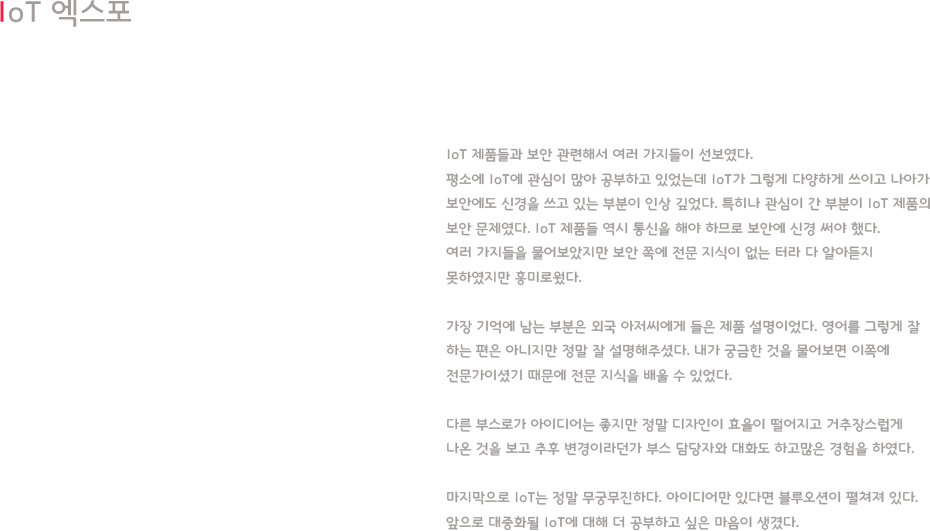 IoT 엑스포
IoT 제품들과 보안 관련해서 여러 가지들이 선보였다.
평소에 IoT에 관심이 많아 공부하고 있었는데 IoT가 그렇게 다양하게 쓰이고 나아가
보안에도 신경을 쓰고 있는 부분이 인상 깊었다. 특히나 관심이 간 부분이 IoT 제품의
보안 문제였다. IoT 제품들 역시 통신을 해야 하므로 보안에 신경 써야 했다.
여러 가지들을 물어보았지만 보안 쪽에 전문 지식이 없는 터라 다 알아듣지
못하였지만 흥미로웠다.
가장 기억에 남는 부분은 외국 아저씨에게 들은 제품 설명이었다. 영어를 그렇게 잘
하는 편은 아니지만 정말 잘 설명해주셨다. 내가 궁금한 것을 물어보면 이쪽에
전문가이셨기 때문에 전문 지식을 배울 수 있었다.
다른 부스로가 아이디어는 좋지만 정말 디자인이 효율이 떨어지고 거추장스럽게
나온 것을 보고 추후 변경이라던가 부스 담당자와 대화도 하고많은 경험을 하였다.
마지막으로 IoT는 정말 무궁무진하다. 아이디어만 있다면 블루오션이 펼쳐져 있다.
앞으로 대중화될 IoT에 대해 더 공부하고 싶은 마음이 생겼다.